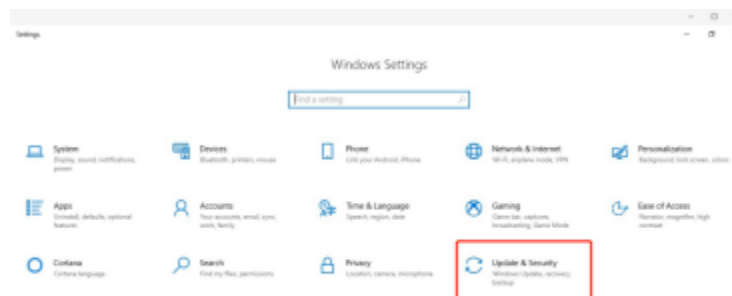 Settings
Windows Settings
Find a setting
System
Display, sound, notifications,
power
Devices
Bluetooth, printers, mouse
Phone
Link your Android, iPhone
Network & Internet
Wi-Fi, airplane mode, VPN
Personalization
Background, lock screen, colors
Apps
Uninstall, defaults, optional
features
Accounts
Your accounts, email, sync,
work, family
Time & Language
Speech, region, date
Gaming
Game bar, captures,
broadcasting, Game Mode
Ease of Access
Narrator, magnifier, high
contrast
Cortana
Cortana language
Search
Find my files, permissions
Privacy
Location, camera, microphone
Update & Security
Windows Update, recovery,
backup